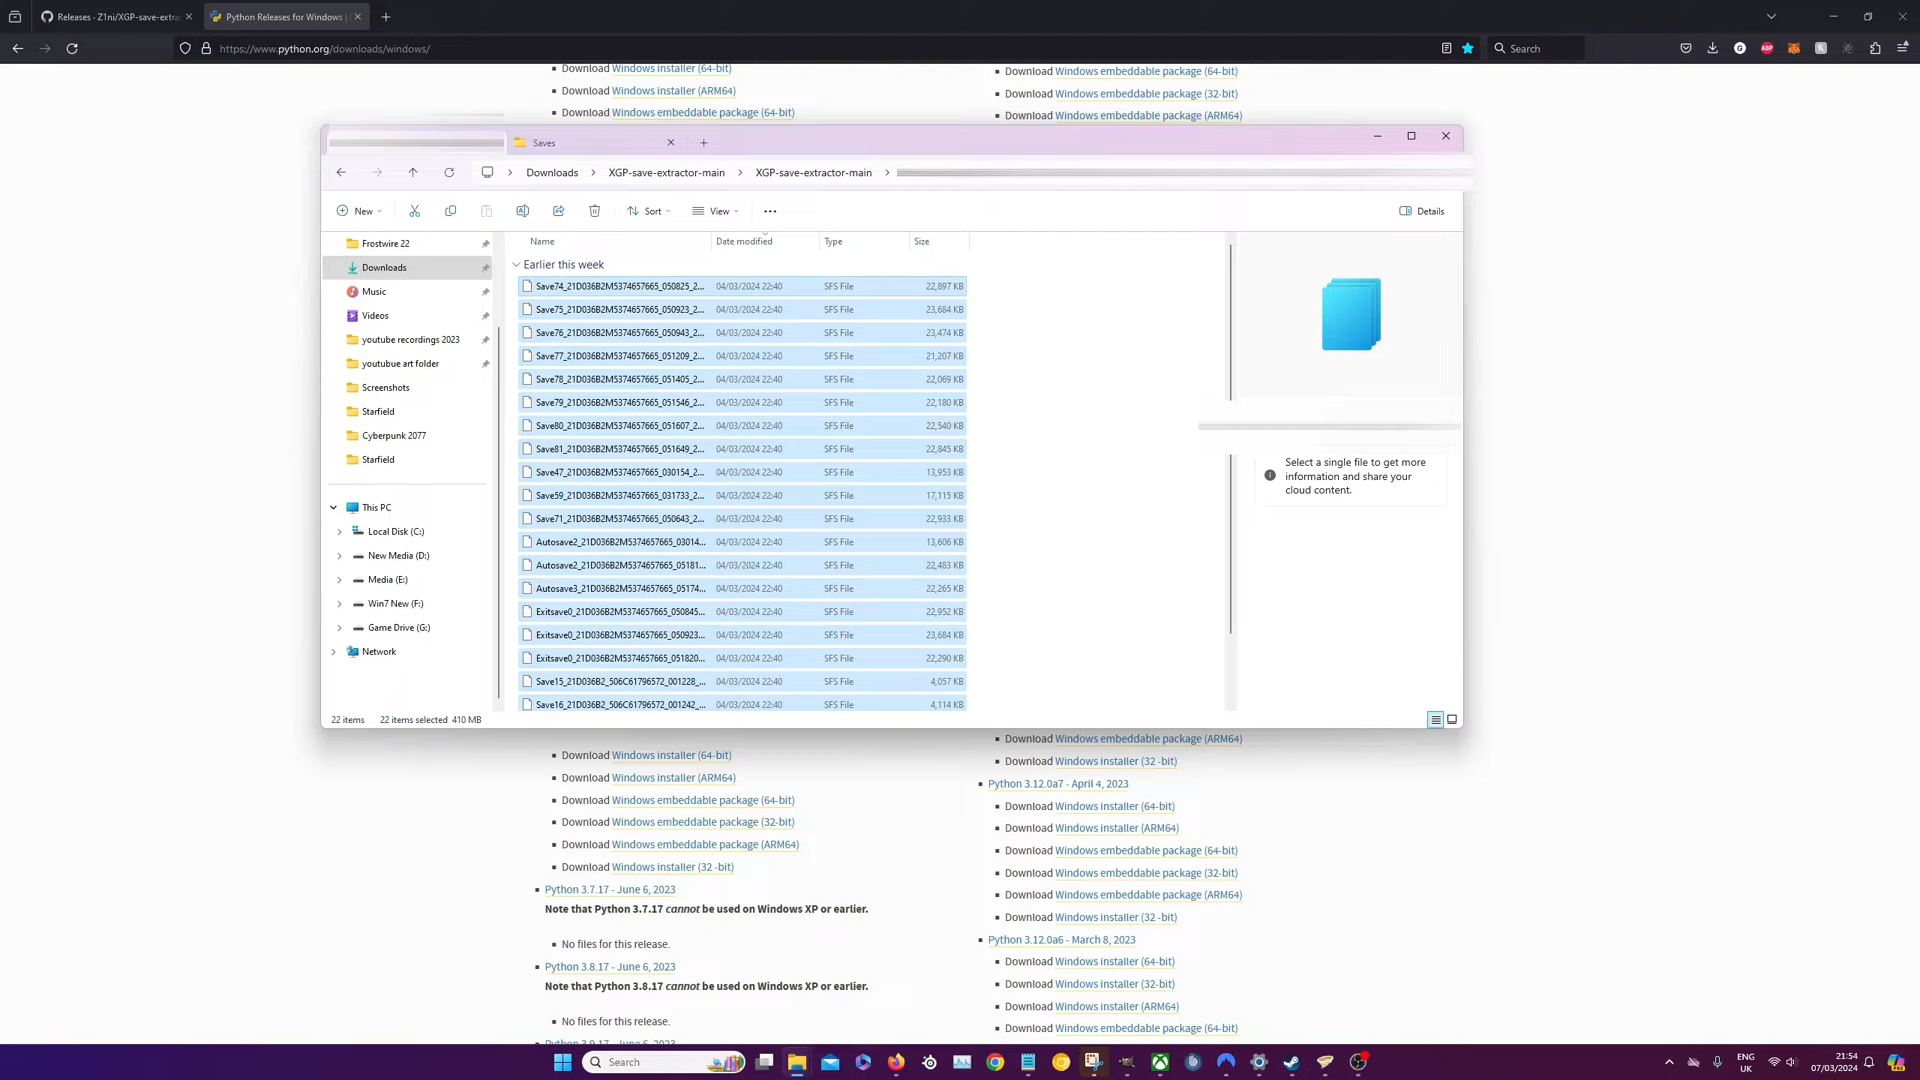 Releases · Z1ni/XGP-save-extra
Python Releases for Windows |
https://www.python.org/downloads/windows/
Search
Download Windows installer (64-bit)
Download Windows installer (ARM64)
Download Windows embeddable package (64-bit)
Download Windows embeddable package (64-bit)
Download Windows embeddable package (32-bit)
Download Windows embeddable package (ARM64)
Saves
Downloads
XGP-save-extractor-main
XGP-save-extractor-main
New
Sort
View
Details
Frostwire 22
Downloads
Music
Videos
youtube recordings 2023
youtubue art folder
Screenshots
Starfield
Cyberpunk 2077
Starfield
This PC
Local Disk (C:)
New Media (D:)
Media (E:)
Win7 New (F:)
Game Drive (G:)
Network
Name Date modified Type Size
Earlier this week
Save74_21D036B2M5374657665_050825_2... 04/03/2024 22:40 SFS File 22,897 KB
Save75_21D036B2M5374657665_050923_2... 04/03/2024 22:40 SFS File 23,684 KB
Save76_21D036B2M5374657665_050943_2... 04/03/2024 22:40 SFS File 23,474 KB
Save77_21D036B2M5374657665_051209_2... 04/03/2024 22:40 SFS File 21,207 KB
Save78_21D036B2M5374657665_051405_2... 04/03/2024 22:40 SFS File 22,069 KB
Save79_21D036B2M5374657665_051546_2... 04/03/2024 22:40 SFS File 22,180 KB
Save80_21D036B2M5374657665_051607_2... 04/03/2024 22:40 SFS File 22,540 KB
Save81_21D036B2M5374657665_051649_2... 04/03/2024 22:40 SFS File 22,845 KB
Save47_21D036B2M5374657665_030154_2... 04/03/2024 22:40 SFS File 13,953 KB
Save59_21D036B2M5374657665_031733_2... 04/03/2024 22:40 SFS File 17,115 KB
Save71_21D036B2M5374657665_050643_2... 04/03/2024 22:40 SFS File 22,933 KB
Autosave2_21D036B2M5374657665_03014... 04/03/2024 22:40 SFS File 13,606 KB
Autosave2_21D036B2M5374657665_05181... 04/03/2024 22:40 SFS File 22,483 KB
Autosave3_21D036B2M5374657665_05174... 04/03/2024 22:40 SFS File 22,265 KB
Exitsave0_21D036B2M5374657665_050845... 04/03/2024 22:40 SFS File 22,952 KB
Exitsave0_21D036B2M5374657665_050923... 04/03/2024 22:40 SFS File 23,684 KB
Exitsave0_21D036B2M5374657665_051820... 04/03/2024 22:40 SFS File 22,290 KB
Save15_21D036B2_506C61796572_001228_... 04/03/2024 22:40 SFS File 4,057 KB
Save16_21D036B2_506C61796572_001242_... 04/03/2024 22:40 SFS File 4,114 KB
Select a single file to get more
information and share your
cloud content.
22 items 22 items selected 410 MB
Download Windows installer (64-bit)
Download Windows installer (ARM64)
Download Windows embeddable package (64-bit)
Download Windows embeddable package (32-bit)
Download Windows embeddable package (ARM64)
Download Windows installer (32 -bit)
Python 3.7.17 - June 6, 2023
Note that Python 3.7.17 cannot be used on Windows XP or earlier.
No files for this release.
Python 3.8.17 - June 6, 2023
Note that Python 3.8.17 cannot be used on Windows XP or earlier.
No files for this release.
Download Windows embeddable package (ARM64)
Download Windows installer (32 -bit)
Python 3.12.0a7 - April 4, 2023
Download Windows installer (64-bit)
Download Windows installer (ARM64)
Download Windows embeddable package (64-bit)
Download Windows embeddable package (32-bit)
Download Windows embeddable package (ARM64)
Download Windows installer (32 -bit)
Python 3.12.0a6 - March 8, 2023
Download Windows installer (64-bit)
Download Windows installer (32-bit)
Download Windows installer (ARM64)
Download Windows embeddable package (64-bit)
Search
ENG
UK
21:54
07/03/2024